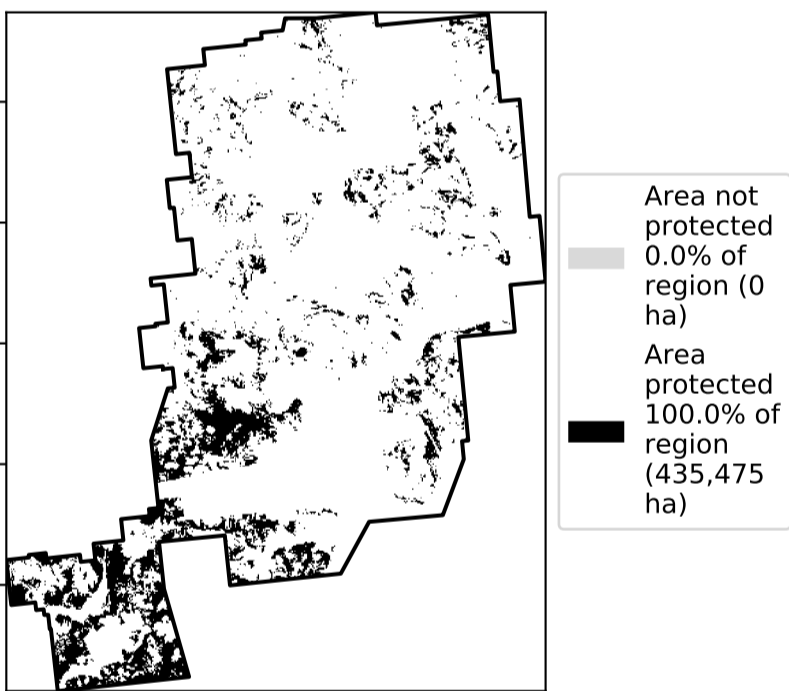 Area not
protected
0.0% of
region (0
ha)
Area
protected
100.0% of
region
(435,475
ha)